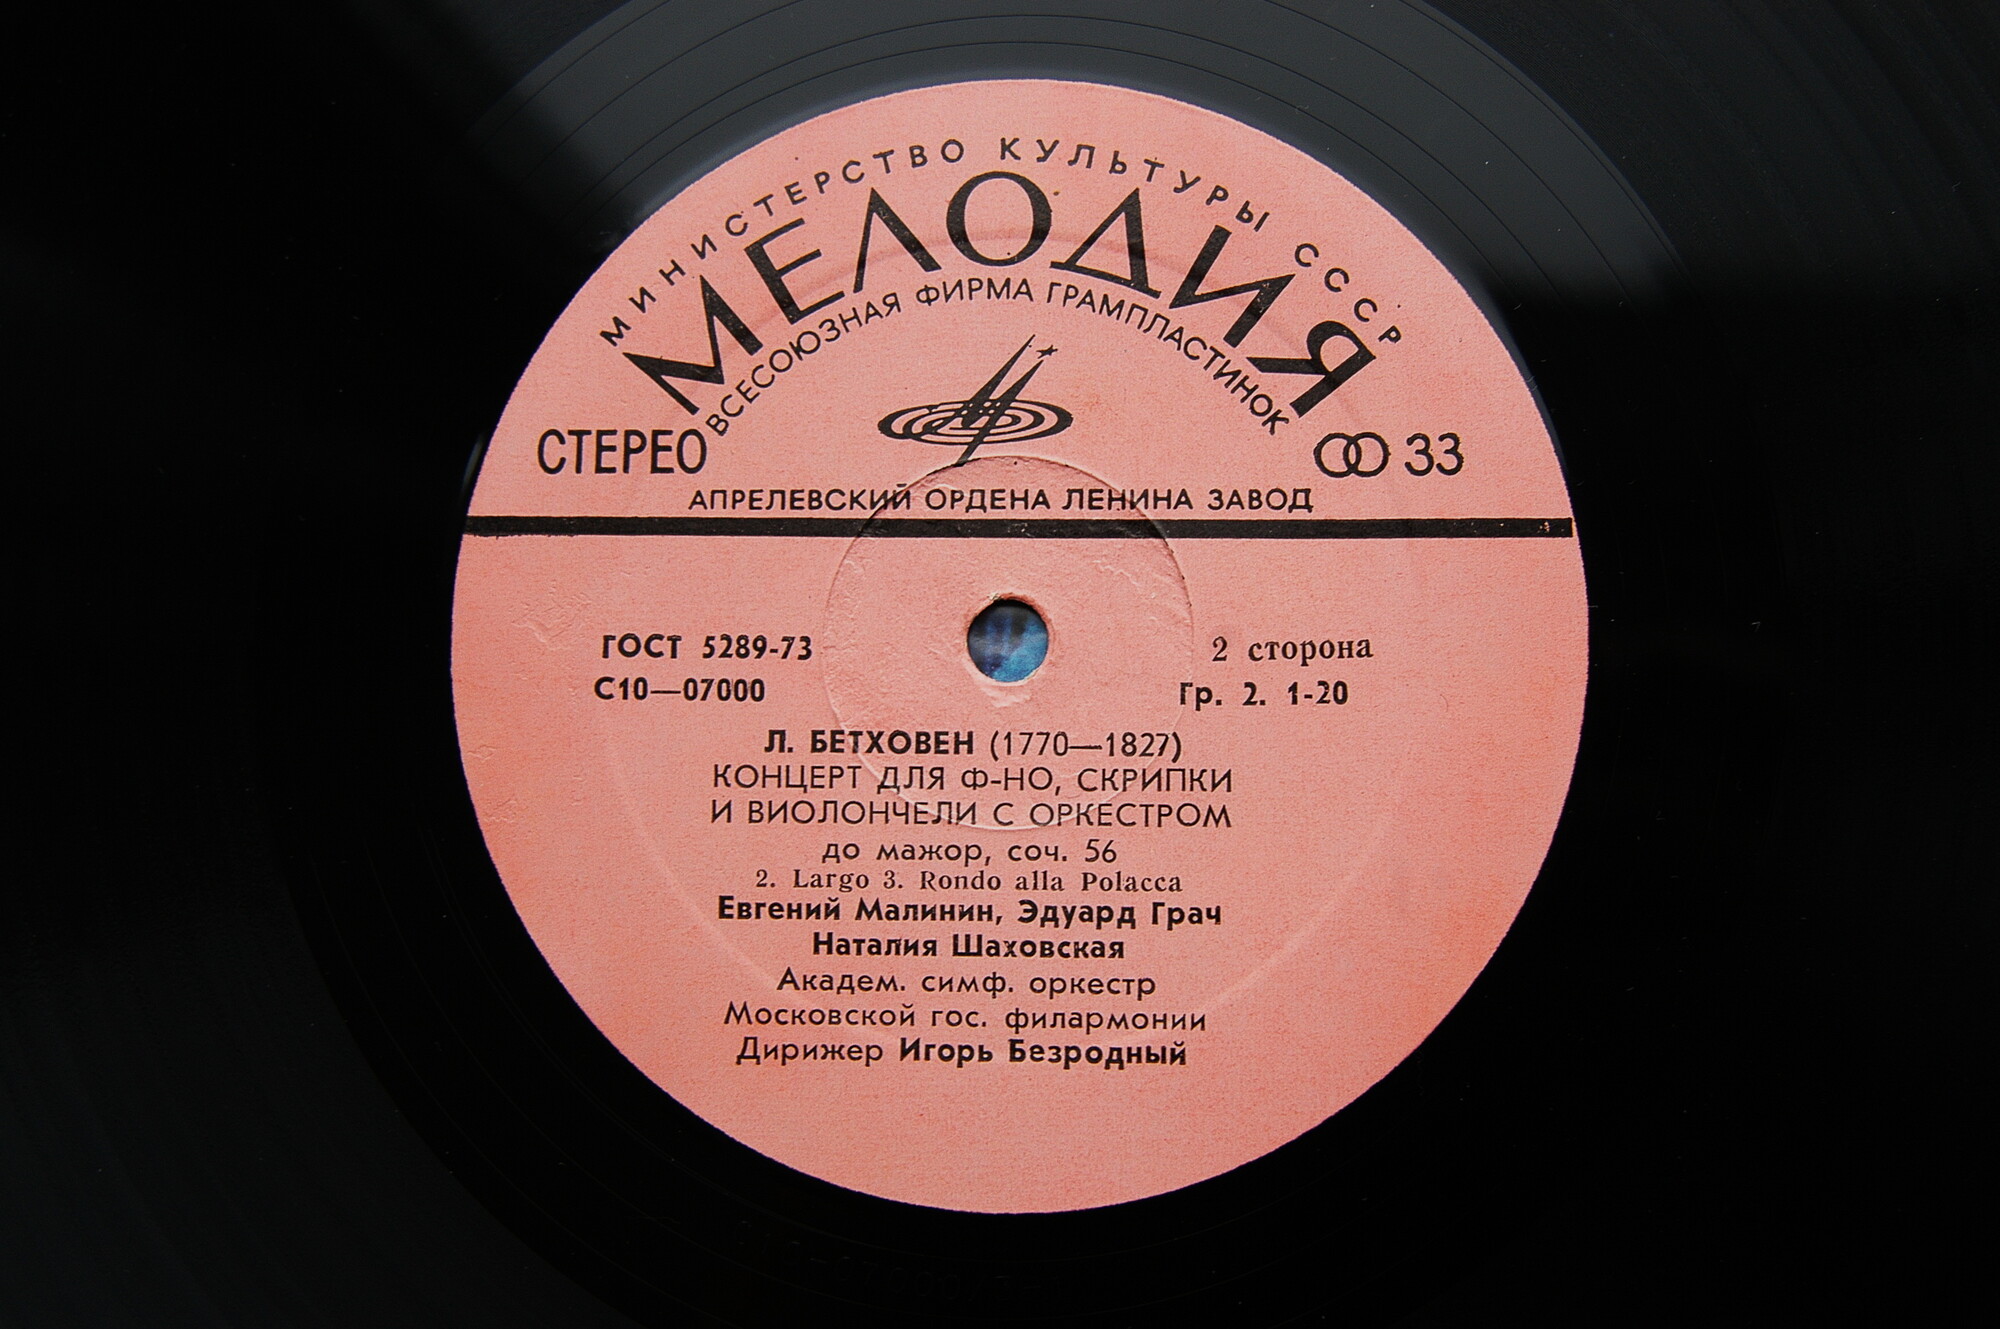 МИНИСТЕРСТВО КУЛЬТУРЫ СССР
МЕЛОДИЯ
ВСЕСОЮЗНАЯ ФИРМА ГРАМПЛАСТИНОК
СТЕРЕО
33
АПРЕЛЕВСКИЙ ОРДЕНА ЛЕНИНА ЗАВОД
ГОСТ 5289-73
2 сторона
С10—07000
Гр. 2. 1-20
Л. БЕТХОВЕН (1770—1827)
КОНЦЕРТ ДЛЯ Ф-НО, СКРИПКИ
И ВИОЛОНЧЕЛИ С ОРКЕСТРОМ
до мажор, соч. 56
2. Largo 3. Rondo alla Polacca
Евгений Малинин, Эдуард Грач
Наталия Шаховская
Академ. симф. оркестр
Московской гос. филармонии
Дирижер Игорь Безродный